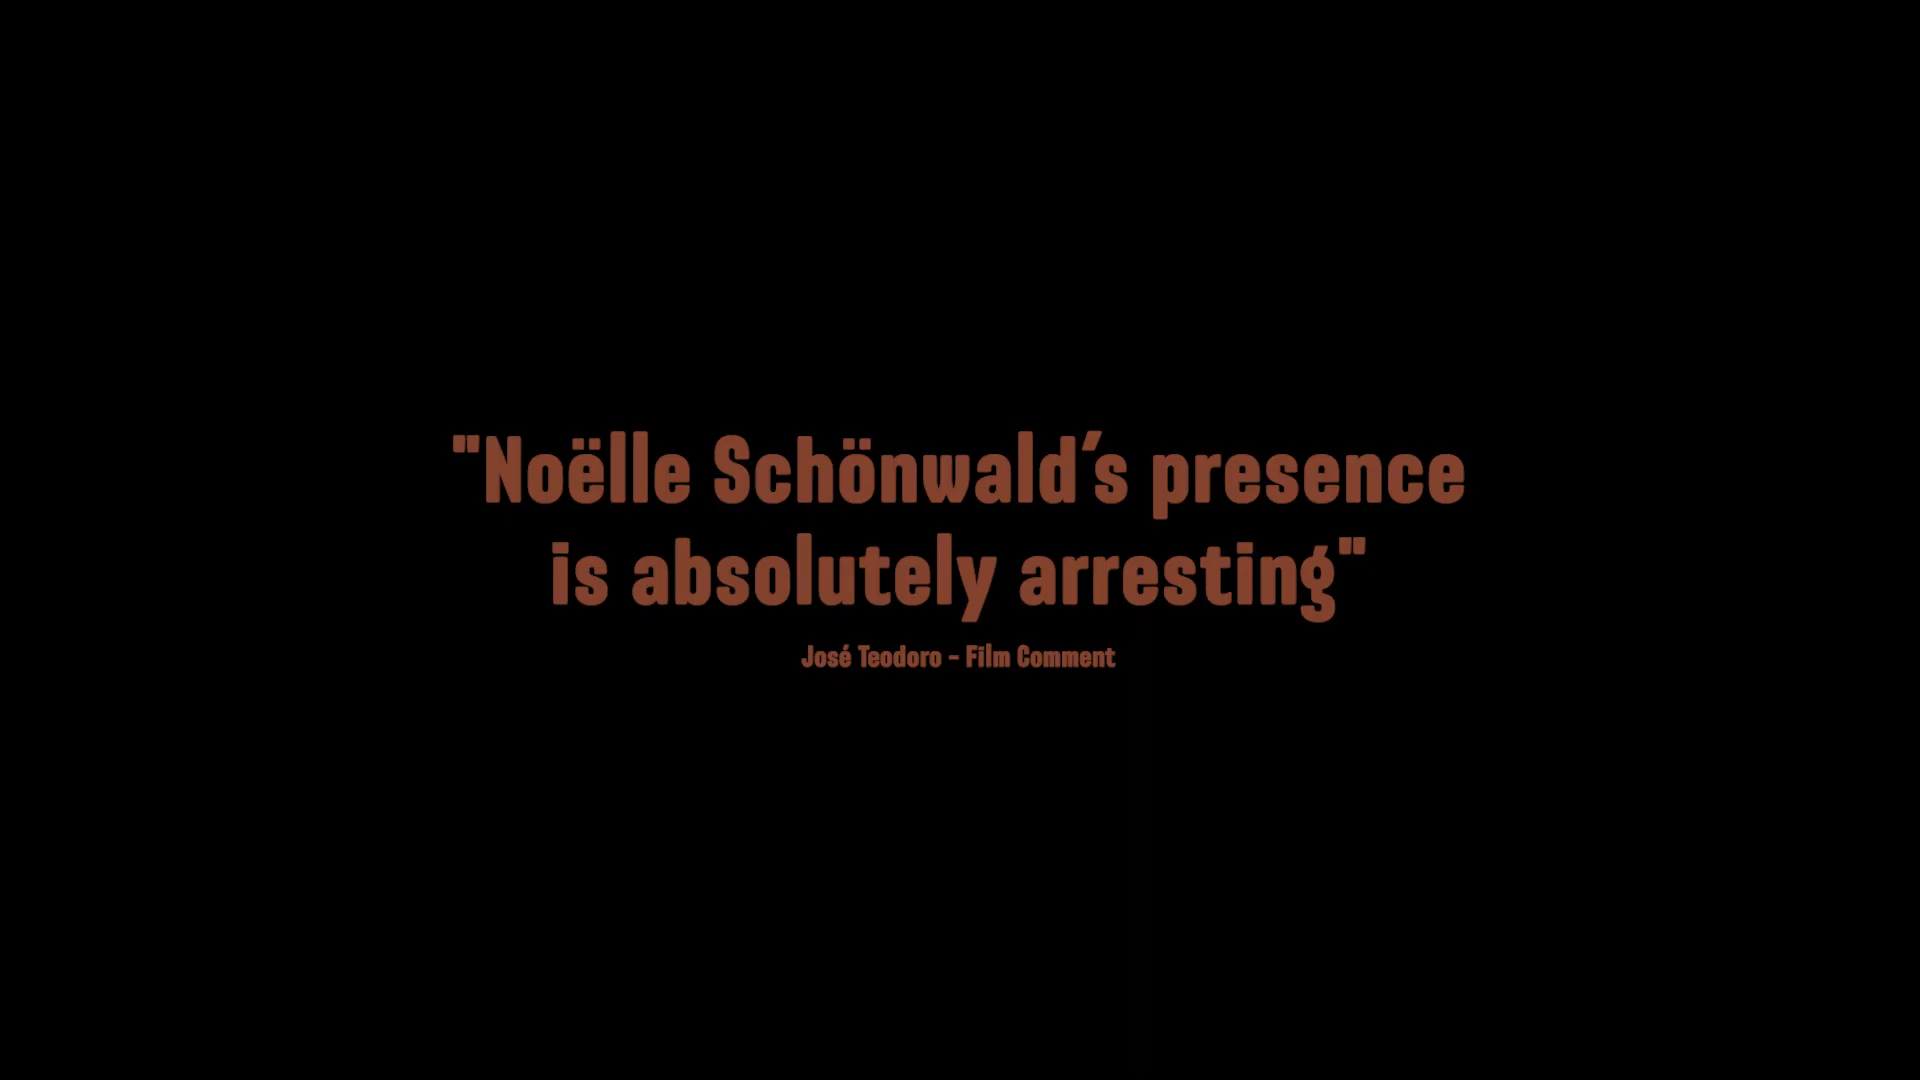 "Noëlle Schönwald's presence
is absolutely arresting"
José Teodoro - Film Comment